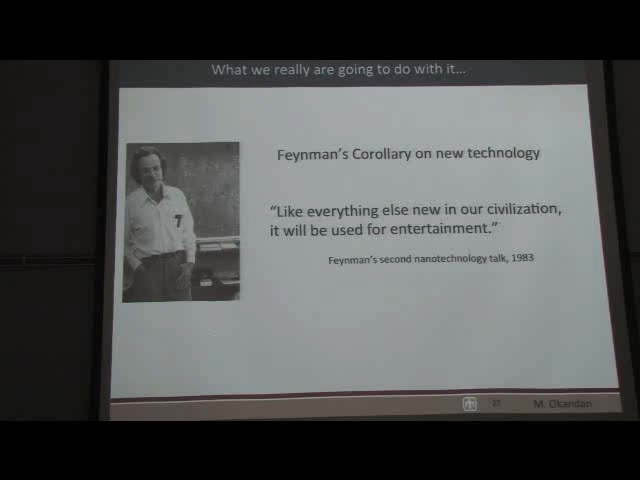 What we really are going to do with it...
Feynman's Corollary on new technology
“Like everything else new in our civilization,
it will be used for entertainment.”
Feynman's second nanotechnology talk, 1983
27 M. Okandan